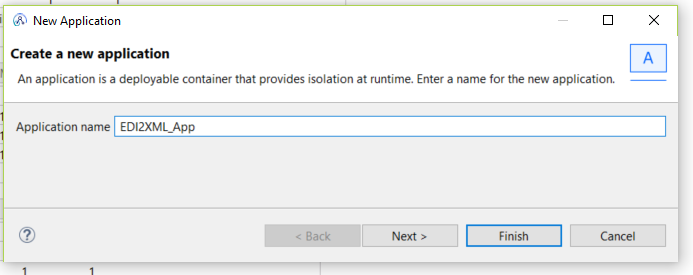 New Application
Create a new application
An application is a deployable container that provides isolation at runtime. Enter a name for the new application.
A
Application name EDI2XML_App
? < Back Next > Finish Cancel
1 1